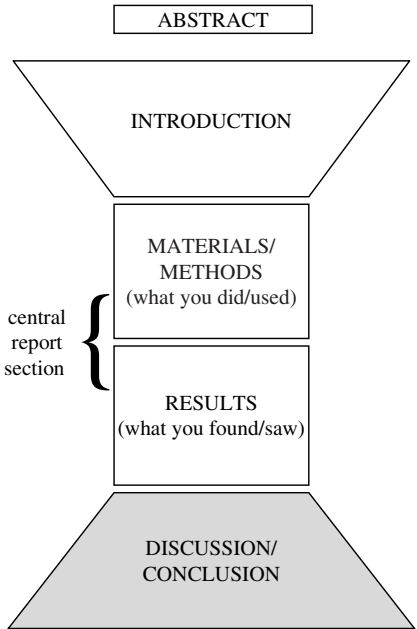 ABSTRACT
INTRODUCTION
MATERIALS/
METHODS
(what you did/used)
central
report
section
RESULTS
(what you found/saw)
DISCUSSION/
CONCLUSION